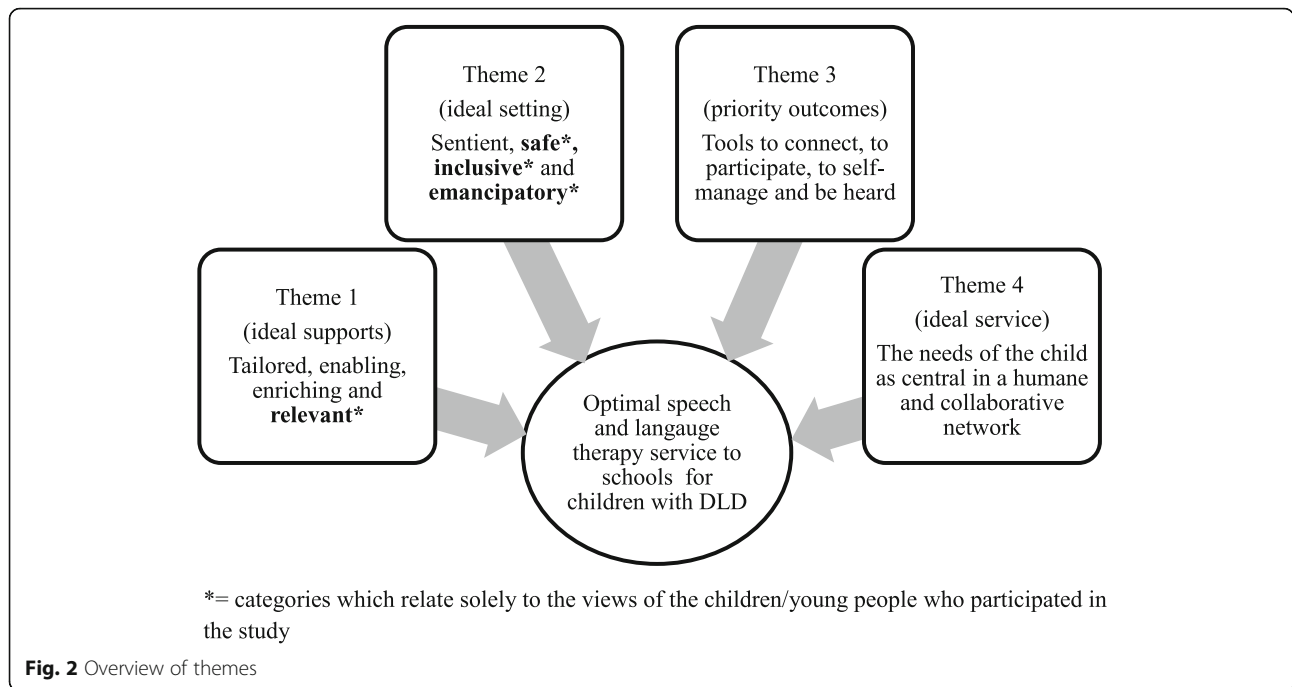 Theme 2
(ideal setting)
Sentient, safe*,
inclusive* and
emancipatory*
Theme 3
(priority outcomes)
Tools to connect, to
participate, to self-
manage and be heard
Theme 1
(ideal supports)
Tailored, enabling,
enriching and
relevant*
Theme 4
(ideal service)
The needs of the child
as central in a humane
and collaborative
network
Optimal speech
and langauge
therapy service to
schools for
children with DLD
*= categories which relate solely to the views of the children/young people who participated in
the study
Fig. 2 Overview of themes